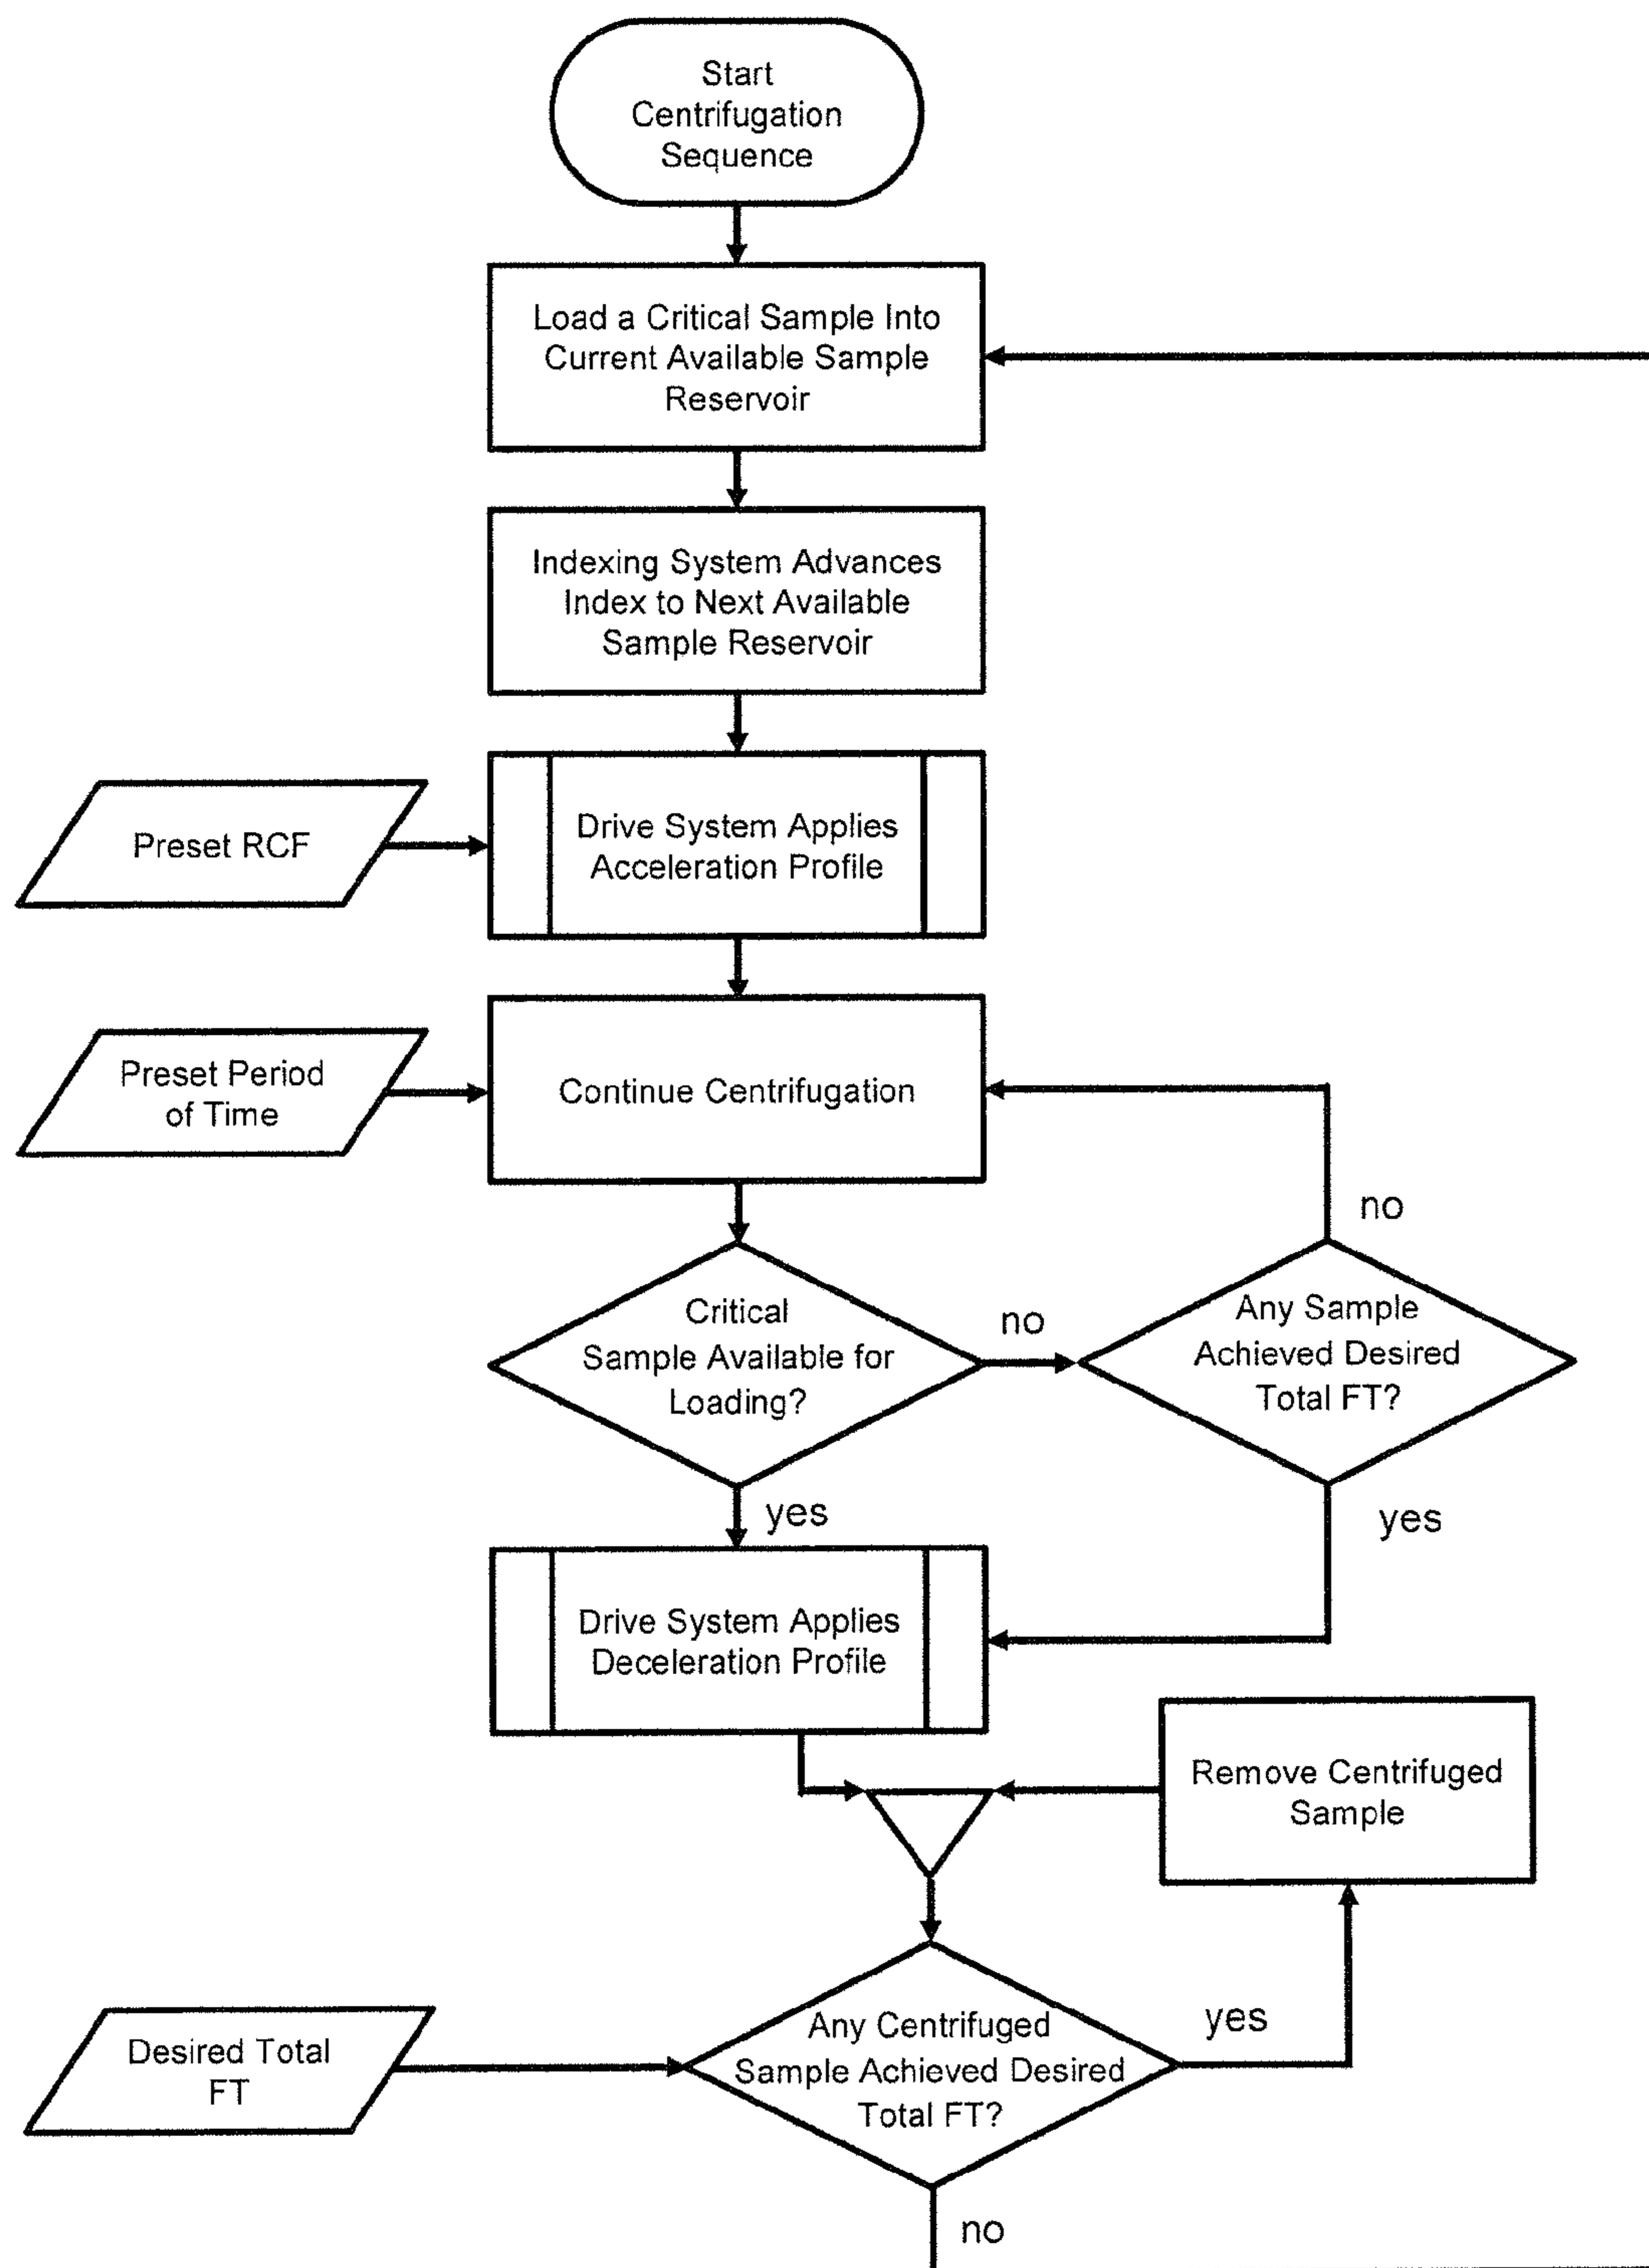 Start
Centrifugation
Sequence
Load a Critical Sample Into
Current Available Sample
Reservoir
Indexing System Advances
Index to Next Available
Sample Reservoir
Preset RCF
Drive System Applies
Acceleration Profile
Preset Period
of Time
Continue Centrifugation
no
Critical
Sample Available for
Loading?
no
Any Sample
Achieved Desired
Total FT?
yes
yes
Drive System Applies
Deceleration Profile
Remove Centrifuged
Sample
Desired Total
FT
Any Centrifuged
Sample Achieved Desired
Total FT?
yes
no